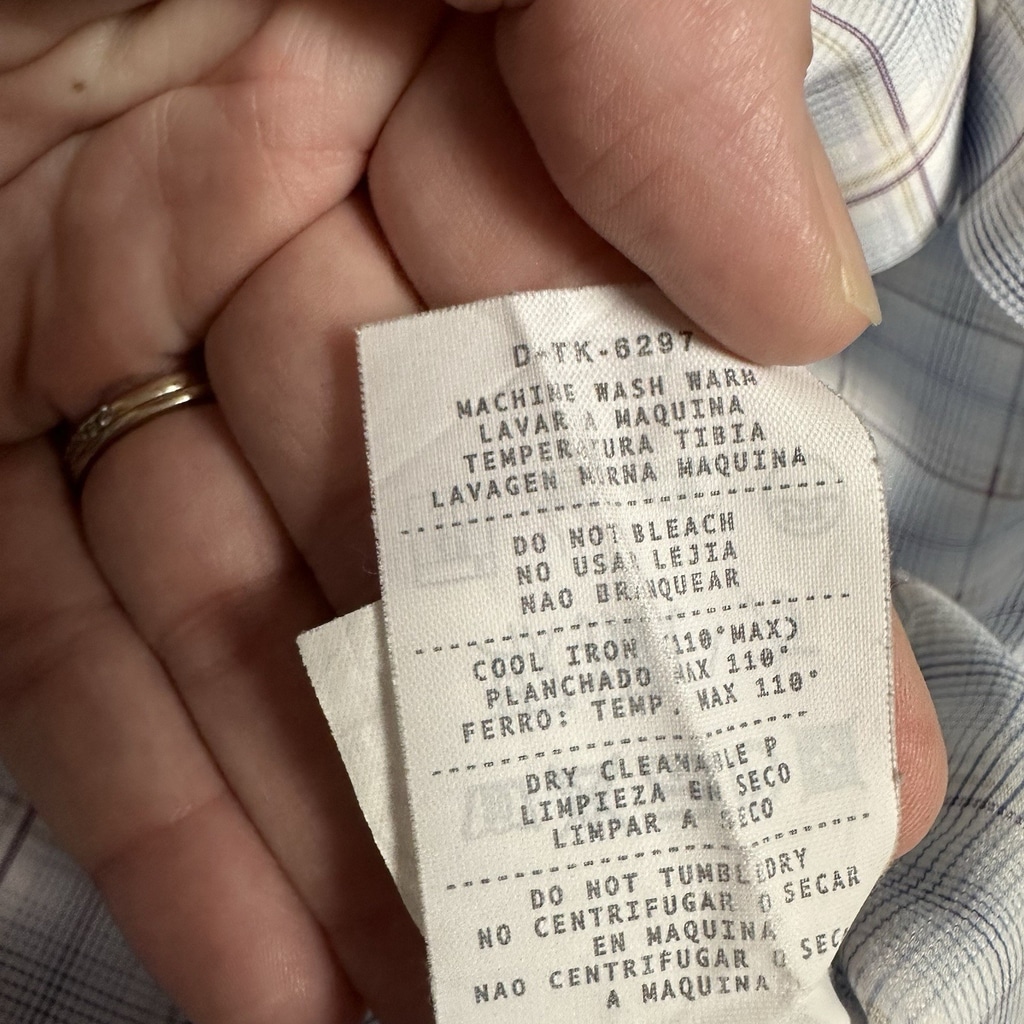 D-TK-6297
MACHINE WASH WARM
LAVAR A MAQUINA
TEMPERATURA TIBIA
LAVAGEN MORNA MAQUINA
DO NOT BLEACH
NO USAR LEJIA
NAO BRANQUEAR
COOL IRON (110°MAX)
PLANCHADO MAX 110°
FERRO: TEMP. MAX 110°
DRY CLEANABLE P
LIMPIEZA EN SECO
LIMPAR A SECO
DO NOT TUMBLE DRY
NO CENTRIFUGAR O SECAR
EN MAQUINA
NAO CENTRIFUGAR O
A MAQUINA